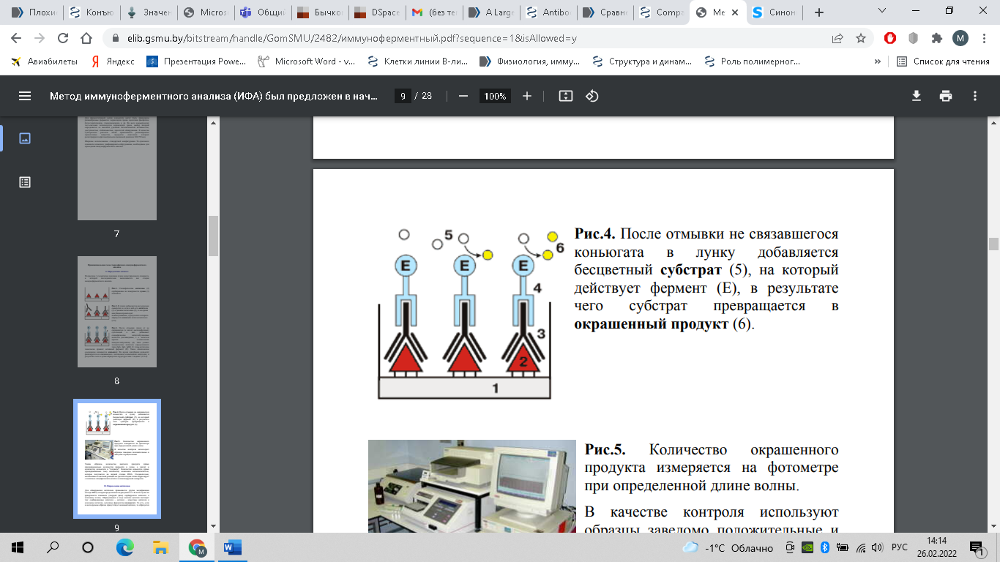 Плохи
Конъю
Значен
Micros
Общий
Бычков
DSpace
(без те
A Large
Antibo
Сравне
Compa
Ме
Синони
elib.gsmu.by/bitstream/handle/GomSMU/2482/иммуноферментный.pdf?sequence=1&isAllowed=y
M
Авиабилеты
Яндекс
Презентация Powe...
Microsoft Word - v...
Клетки линии В-ли...
Физиология, имму...
Структура и динам...
Роль полимерног...
»
Список для чтения
Метод иммуноферментного анализа (ИФА) был предложен в нач...
9 / 28
100%
7
8
9
5
6
E E E
4
3
2
1
Рис.4. После отмывки не связавшегося
коньюгата в лунку добавляется
бесцветный субстрат (5), на который
действует фермент (Е), в результате
чего субстрат превращается в
окрашенный продукт (6).
Рис.5. Количество окрашенного
продукта измеряется на фотометре
при определенной длине волны.
В качестве контроля используют
образцы заведомо положительные и
-1°C Облачно
РУС
14:14
26.02.2022
1